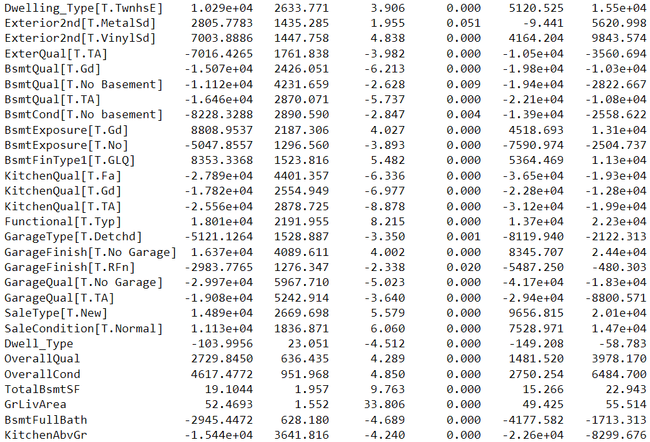 Dwelling_Type[T.TwnhsE] 1.029e+04 2633.771 3.906 0.000 5120.525 1.55e+04
Exterior2nd[T.MetalSd] 2805.7783 1435.285 1.955 0.051 -9.441 5620.998
Exterior2nd[T.VinylSd] 7003.8886 1447.758 4.838 0.000 4164.204 9843.574
ExterQual[T.TA] -7016.4265 1761.838 -3.982 0.000 -1.05e+04 -3560.694
BsmtQual[T.Gd] -1.507e+04 2426.051 -6.213 0.000 -1.98e+04 -1.03e+04
BsmtQual[T.No Basement] -1.112e+04 4231.659 -2.628 0.009 -1.94e+04 -2822.667
BsmtQual[T.TA] -1.646e+04 2870.071 -5.737 0.000 -2.21e+04 -1.08e+04
BsmtCond[T.No basement] -8228.3288 2890.590 -2.847 0.004 -1.39e+04 -2558.622
BsmtExposure[T.Gd] 8808.9537 2187.306 4.027 0.000 4518.693 1.31e+04
BsmtExposure[T.No] -5047.8557 1296.560 -3.893 0.000 -7590.974 -2504.737
BsmtFinType1[T.GLQ] 8353.3368 1523.816 5.482 0.000 5364.469 1.13e+04
KitchenQual[T.Fa] -2.789e+04 4401.357 -6.336 0.000 -3.65e+04 -1.93e+04
KitchenQual[T.Gd] -1.782e+04 2554.949 -6.977 0.000 -2.28e+04 -1.28e+04
KitchenQual[T.TA] -2.556e+04 2878.725 -8.878 0.000 -3.12e+04 -1.99e+04
Functional[T.Typ] 1.801e+04 2191.955 8.215 0.000 1.37e+04 2.23e+04
GarageType[T.Detchd] -5121.1264 1528.887 -3.350 0.001 -8119.940 -2122.313
GarageFinish[T.No Garage] 1.637e+04 4089.611 4.002 0.000 8345.707 2.44e+04
GarageFinish[T.RFn] -2983.7765 1276.347 -2.338 0.020 -5487.250 -480.303
GarageQual[T.No Garage] -2.997e+04 5967.710 -5.023 0.000 -4.17e+04 -1.83e+04
GarageQual[T.TA] -1.908e+04 5242.914 -3.640 0.000 -2.94e+04 -8800.571
SaleType[T.New] 1.489e+04 2669.698 5.579 0.000 9656.815 2.01e+04
SaleCondition[T.Normal] 1.113e+04 1836.871 6.060 0.000 7528.971 1.47e+04
Dwell_Type -103.9956 23.051 -4.512 0.000 -149.208 -58.783
OverallQual 2729.8450 636.435 4.289 0.000 1481.520 3978.170
OverallCond 4617.4772 951.968 4.850 0.000 2750.254 6484.700
TotalBsmtSF 19.1044 1.957 9.763 0.000 15.266 22.943
GrLivArea 52.4693 1.552 33.806 0.000 49.425 55.514
BsmtFullBath -2945.4472 628.180 -4.689 0.000 -4177.582 -1713.313
KitchenAbvGr -1.544e+04 3641.816 -4.240 0.000 -2.26e+04 -8299.676